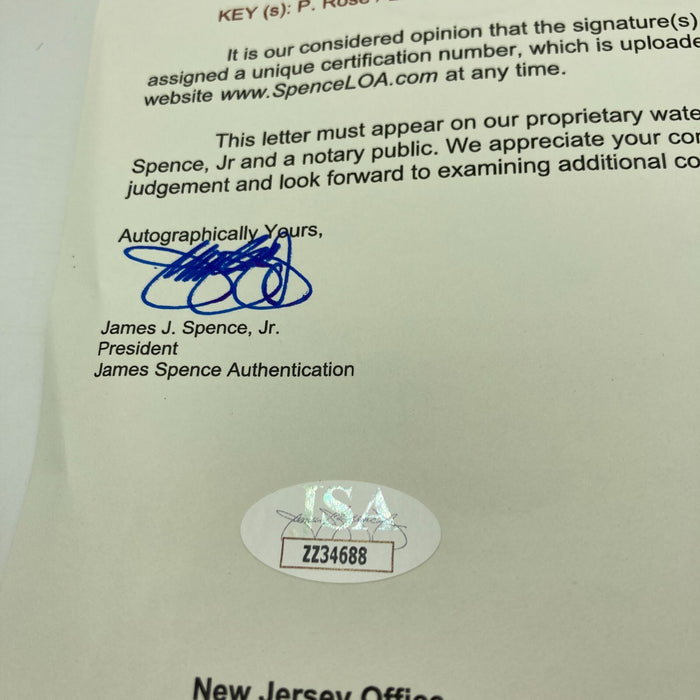 KEY (s): P. Rose
It is our considered opinion that the signature(s)
assigned a unique certification number, which is uploade
website www.SpenceLOA.com at any time.
This letter must appear on our proprietary wate
Spence, Jr and a notary public. We appreciate your con
judgement and look forward to examining additional co
Autographically Yours,
James J. Spence, Jr.
President
James Spence Authentication
JSA
ZZ34688
New Jersey Office